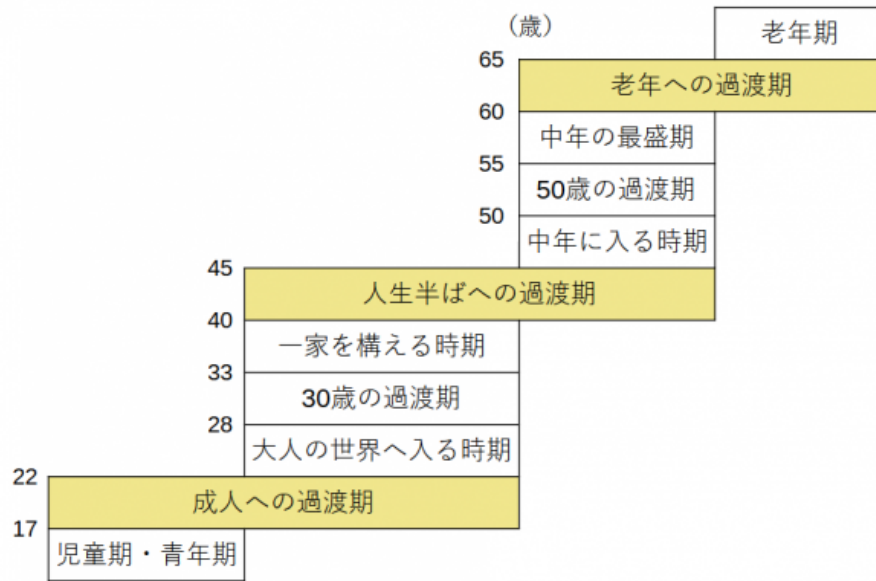 (歳)
老年期
65
老年への過渡期
60
中年の最盛期
55
50歳の過渡期
50
中年に入る時期
45
人生半ばへの過渡期
40
一家を構える時期
33
30歳の過渡期
28
大人の世界へ入る時期
22
成人への過渡期
17
児童期・青年期